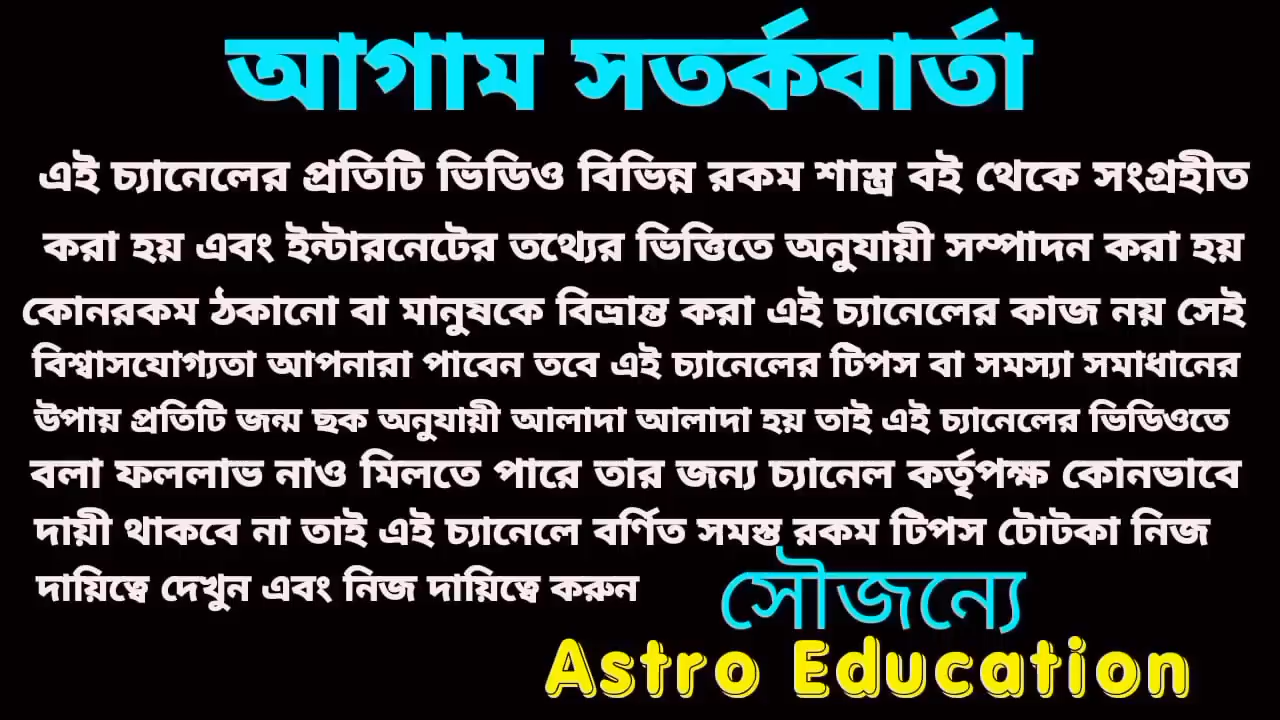 আগাম সতর্কবার্তা
এই চ্যানেলের প্রতিটি ভিডিও বিভিন্ন রকম শাস্ত্র বই থেকে সংগ্রহীত
করা হয় এবং ইন্টারনেটের তথ্যের ভিত্তিতে অনুযায়ী সম্পাদন করা হয়
কোনরকম ঠকানো বা মানুষকে বিভ্রান্ত করা এই চ্যানেলের কাজ নয় সেই
বিশ্বাসযোগ্যতা আপনারা পাবেন তবে এই চ্যানেলের টিপস বা সমস্যা সমাধানের
উপায় প্রতিটি জন্ম ছক অনুযায়ী আলাদা আলাদা হয় তাই এই চ্যানেলের ভিডিওতে
বলা ফললাভ নাও মিলতে পারে তার জন্য চ্যানেল কর্তৃপক্ষ কোনভাবে
দায়ী থাকবে না তাই এই চ্যানেলে বর্ণিত সমস্ত রকম টিপস টোটকা নিজ
দায়িত্বে দেখুন এবং নিজ দায়িত্বে করুন
সৌজন্যে
Astro Education